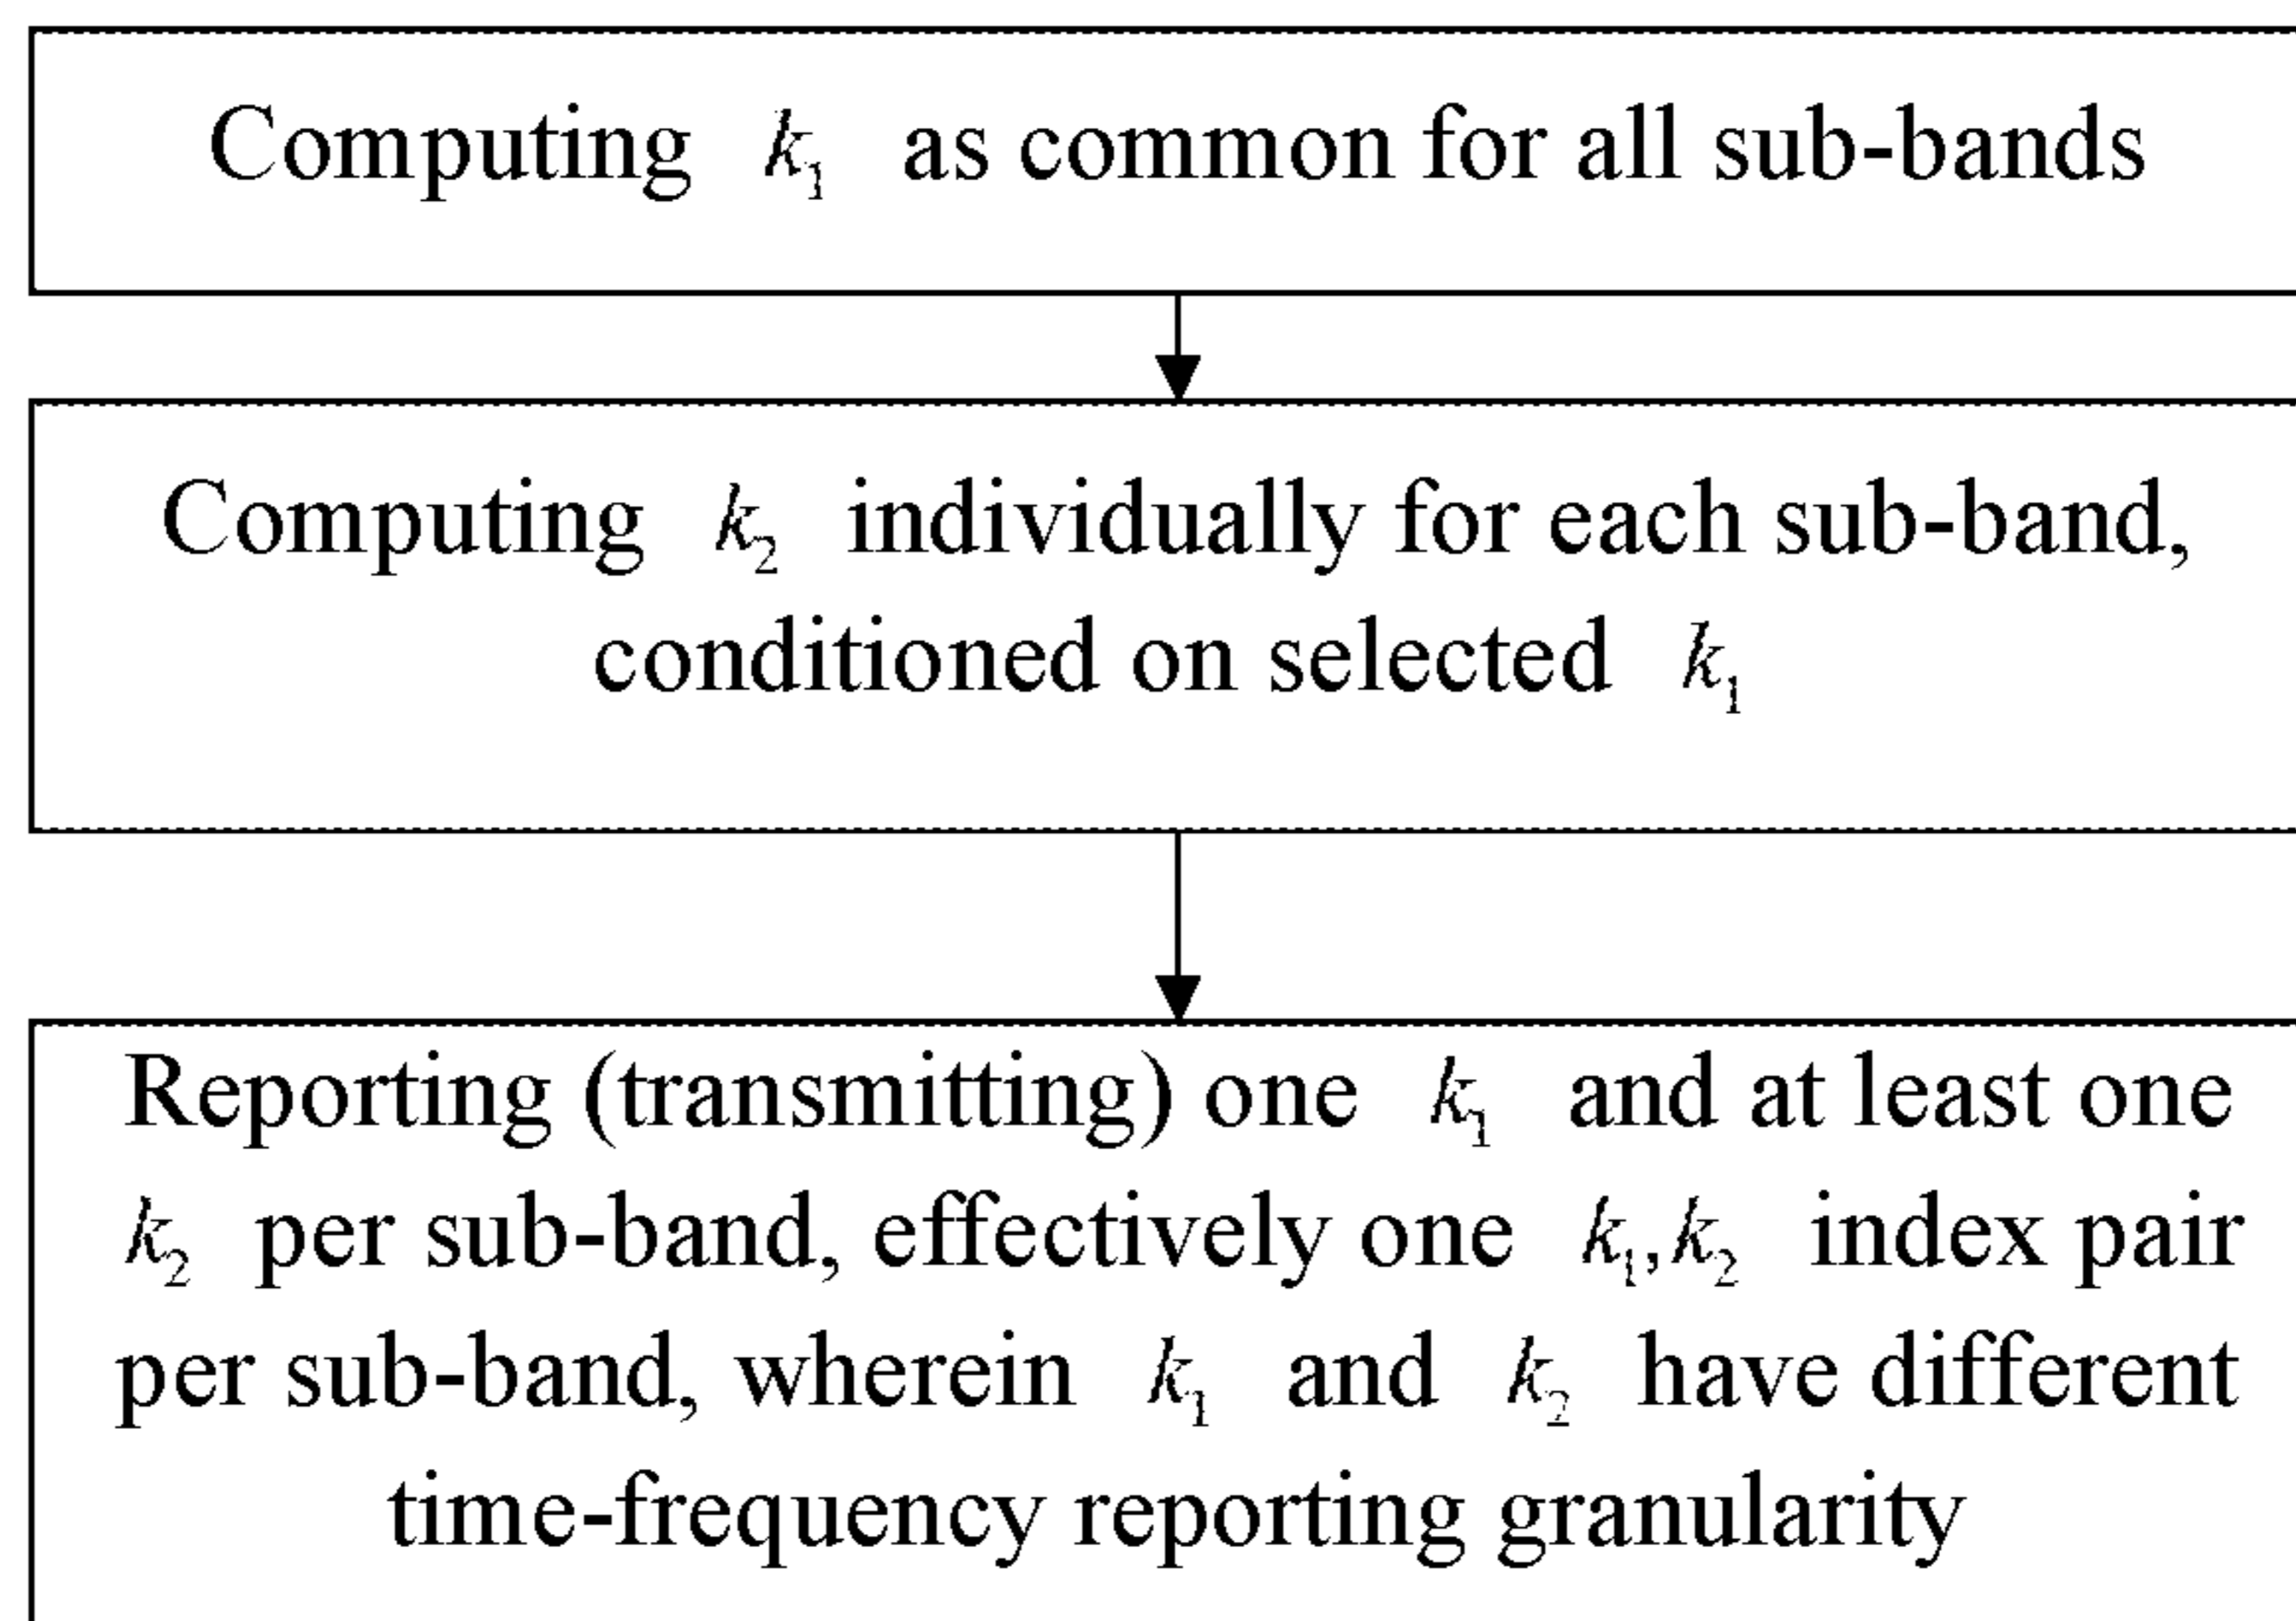 Computing k₁ as common for all sub-bands
Computing k₂ individually for each sub-band,
conditioned on selected k₁
Reporting (transmitting) one k₁ and at least one
k₂ per sub-band, effectively one k₁,k₂ index pair
per sub-band, wherein k₁ and k₂ have different
time-frequency reporting granularity